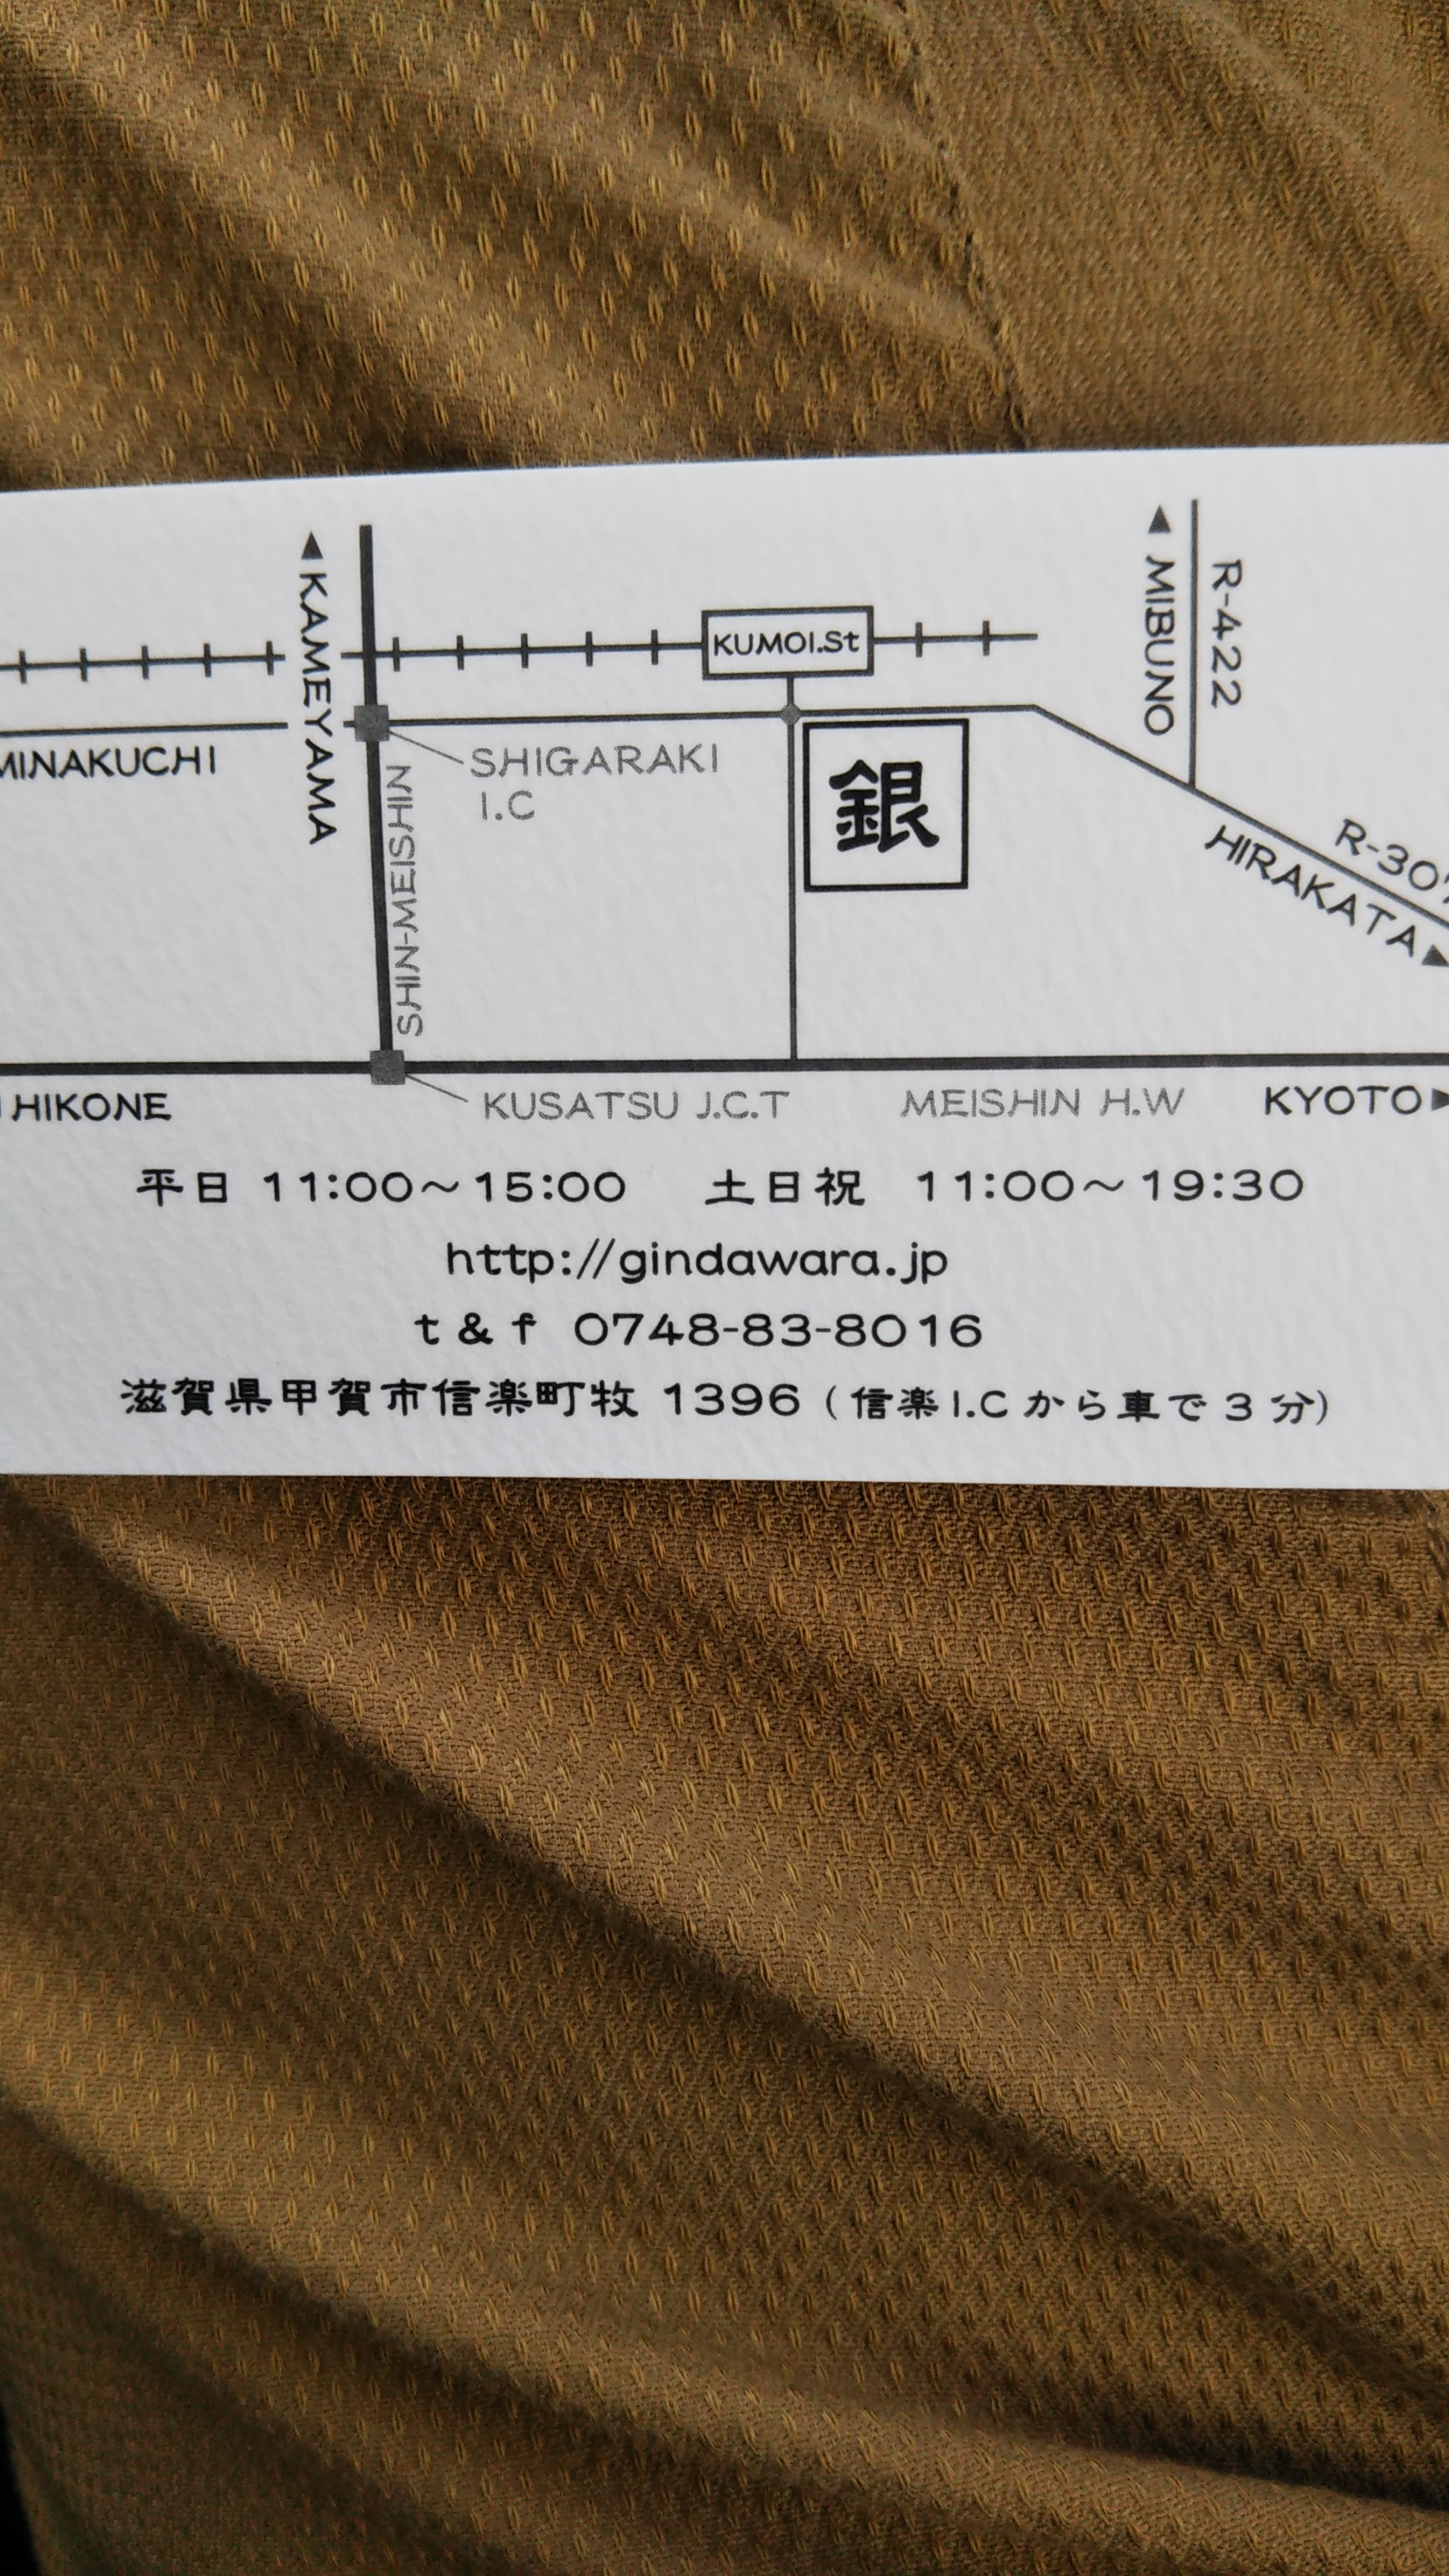 KAMEYAMA
MIBUNO
R-422
KUMOI.St
MINAKUCHI
SHIGARAKI
I.C
銀
SHIN-MEISHIN
R-307
HIRAKATA
HIKONE
KUSATSU J.C.T
MEISHIN H.W
KYOTO
平日 11:00～15:00 土日祝 11:00～19:30
http://gindawara.jp
t & f 0748-83-8016
滋賀県甲賀市信楽町牧 1396 (信楽I.Cから車で3分)